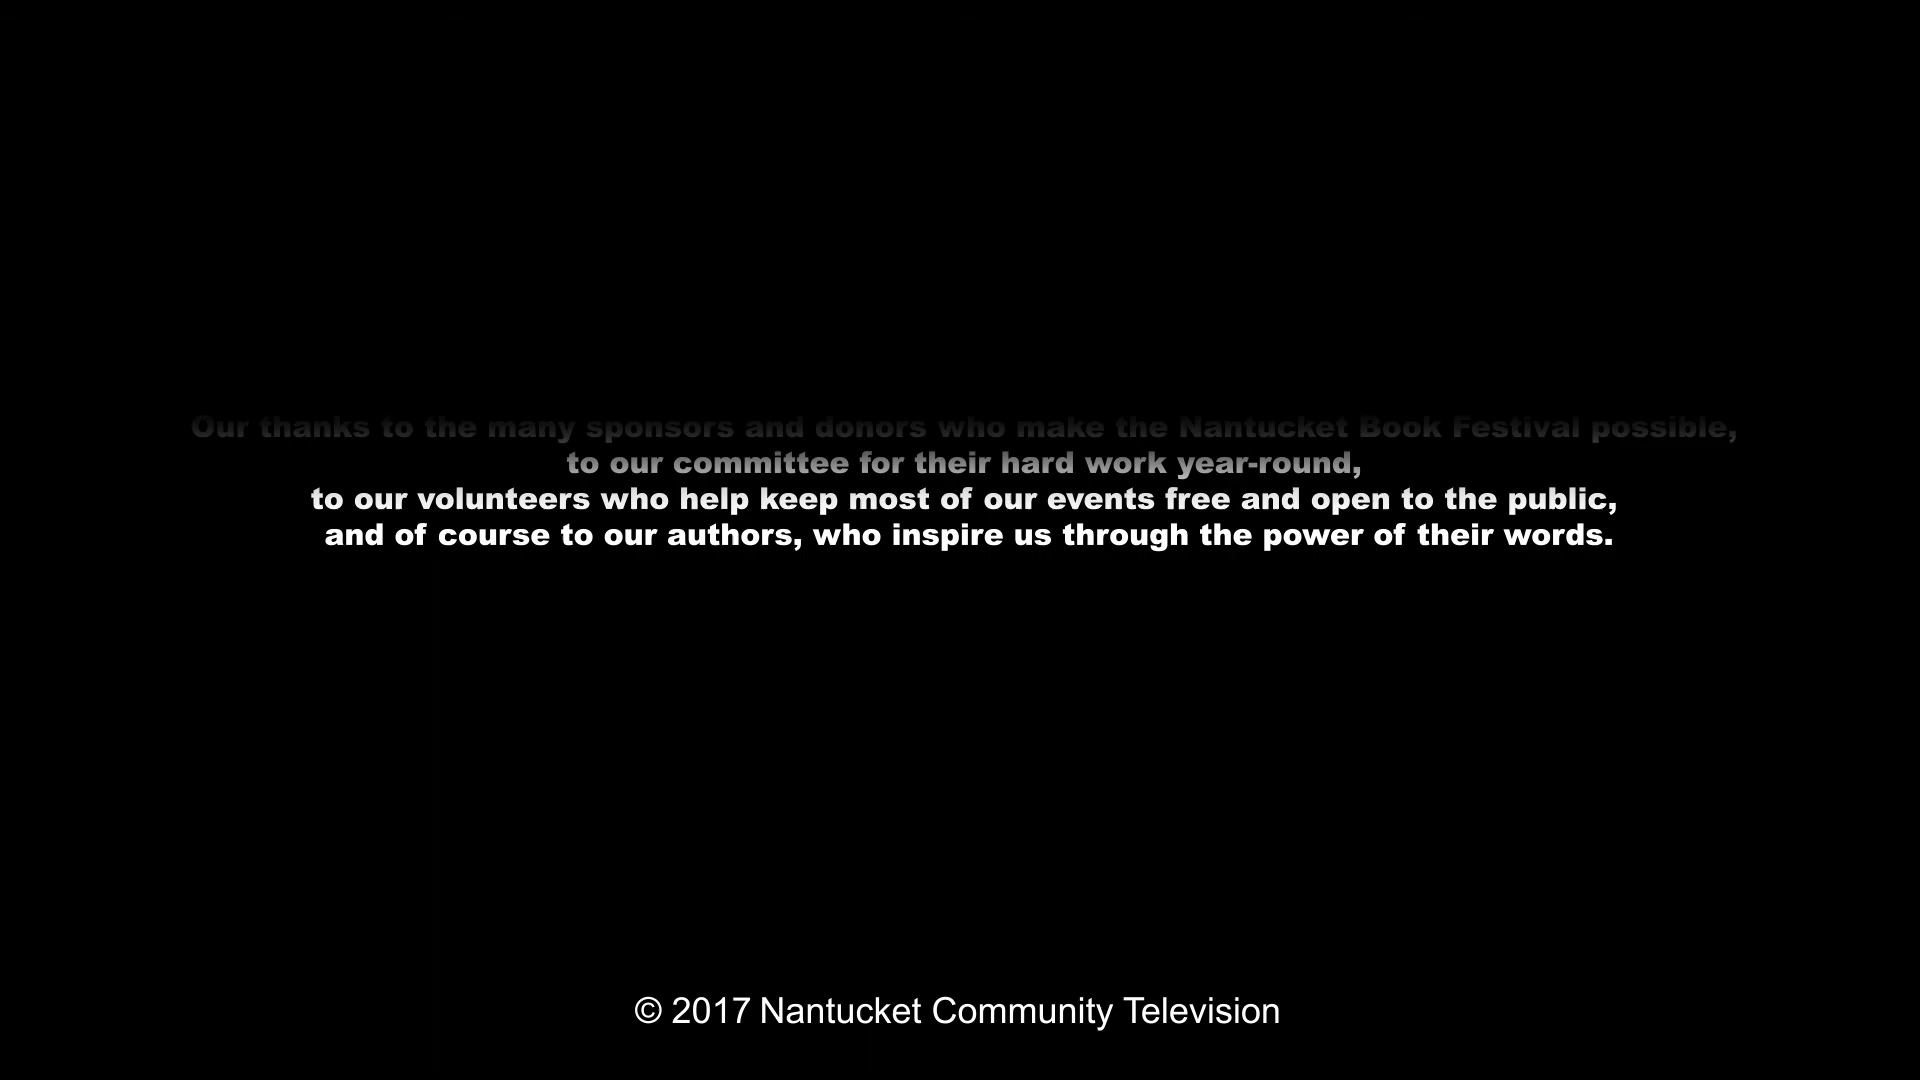 Our thanks to the many sponsors and donors who make the Nantucket Book Festival possible,
to our committee for their hard work year-round,
to our volunteers who help keep most of our events free and open to the public,
and of course to our authors, who inspire us through the power of their words.
© 2017 Nantucket Community Television